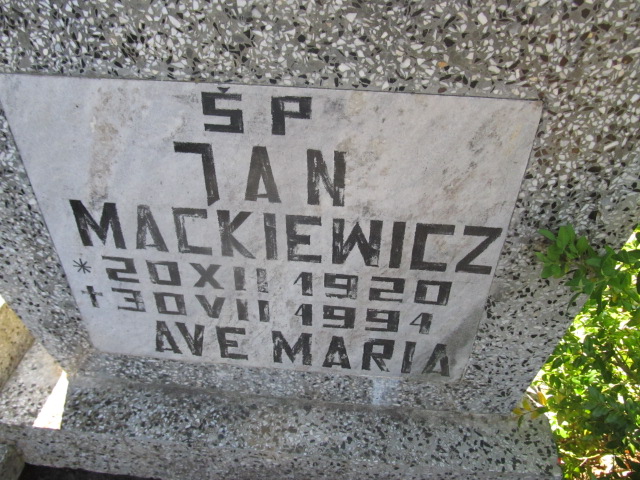 ŚP
JAN
MACKIEWICZ
* 20 XII 1920
† 30 VII 1994
AVE MARIA